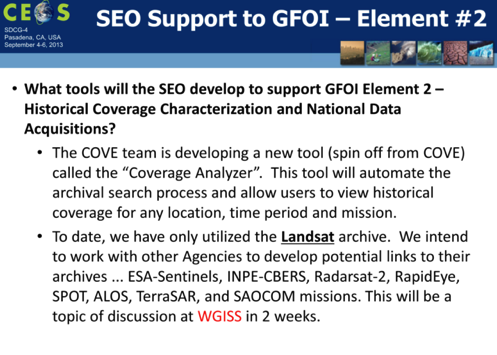 CEOS
SDCG-4
Pasadena, CA, USA
September 4-6, 2013
SEO Support to GFOI – Element #2
• What tools will the SEO develop to support GFOI Element 2 –
Historical Coverage Characterization and National Data
Acquisitions?
• The COVE team is developing a new tool (spin off from COVE)
called the “Coverage Analyzer”. This tool will automate the
archival search process and allow users to view historical
coverage for any location, time period and mission.
• To date, we have only utilized the Landsat archive. We intend
to work with other Agencies to develop potential links to their
archives ... ESA-Sentinels, INPE-CBERS, Radarsat-2, RapidEye,
SPOT, ALOS, TerraSAR, and SAOCOM missions. This will be a
topic of discussion at WGISS in 2 weeks.